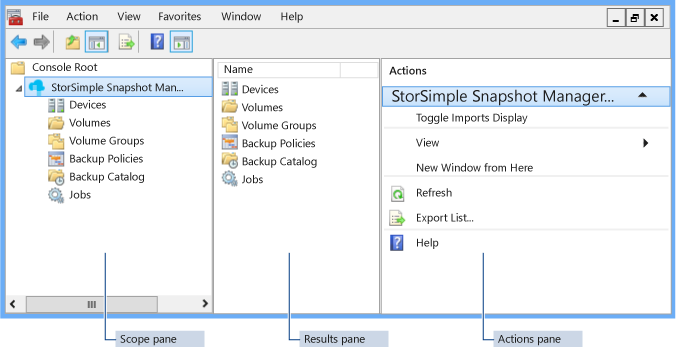 File Action View Favorites Window Help
Console Root
StorSimple Snapshot Man...
Devices
Volumes
Volume Groups
Backup Policies
Backup Catalog
Jobs
Name
Devices
Volumes
Volume Groups
Backup Policies
Backup Catalog
Jobs
Actions
StorSimple Snapshot Manager...
Toggle Imports Display
View
New Window from Here
Refresh
Export List...
Help
Scope pane
Results pane
Actions pane